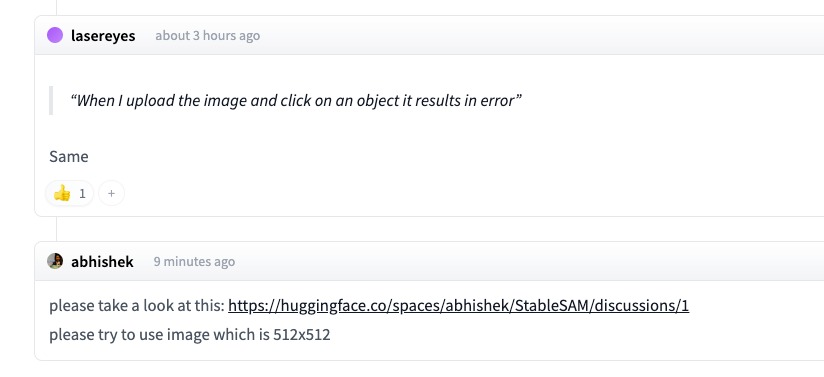 lasereyes about 3 hours ago
“When I upload the image and click on an object it results in error”
Same
👍 1 +
abhishek 9 minutes ago
please take a look at this: https://huggingface.co/spaces/abhishek/StableSAM/discussions/1
please try to use image which is 512x512